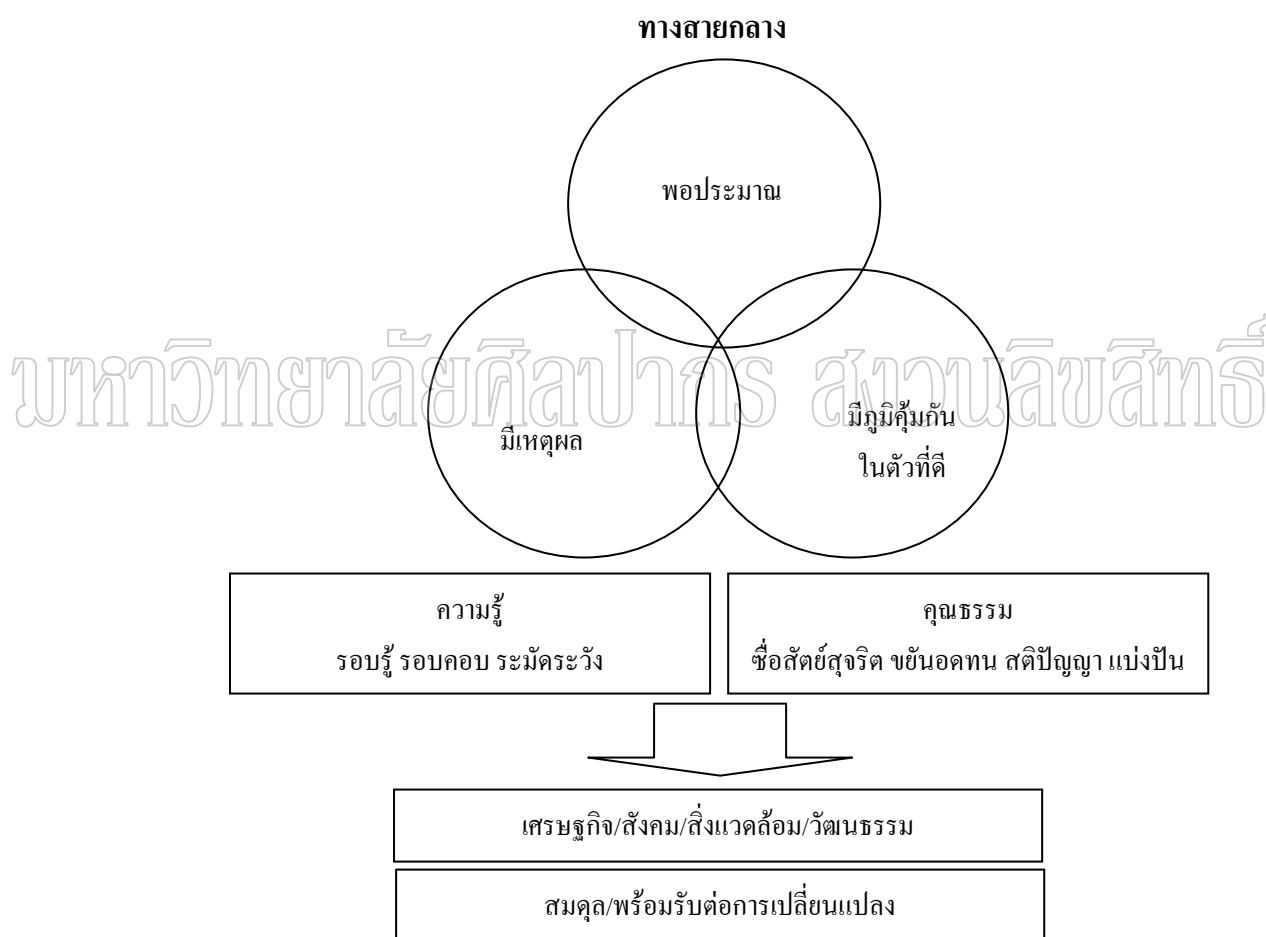 ทางสายกลาง
พอประมาณ
มหาวิทยาลัยศิลปากร สงวนลิขสิทธิ์
มีเหตุผล
มีภูมิคุ้มกัน
ในตัวที่ดี
ความรู้
รอบรู้ รอบคอบ ระมัดระวัง
คุณธรรม
ซื่อสัตย์สุจริต ขยันอดทน สติปัญญา แบ่งปัน
เศรษฐกิจ/สังคม/สิ่งแวดล้อม/วัฒนธรรม
สมดุล/พร้อมรับต่อการเปลี่ยนแปลง